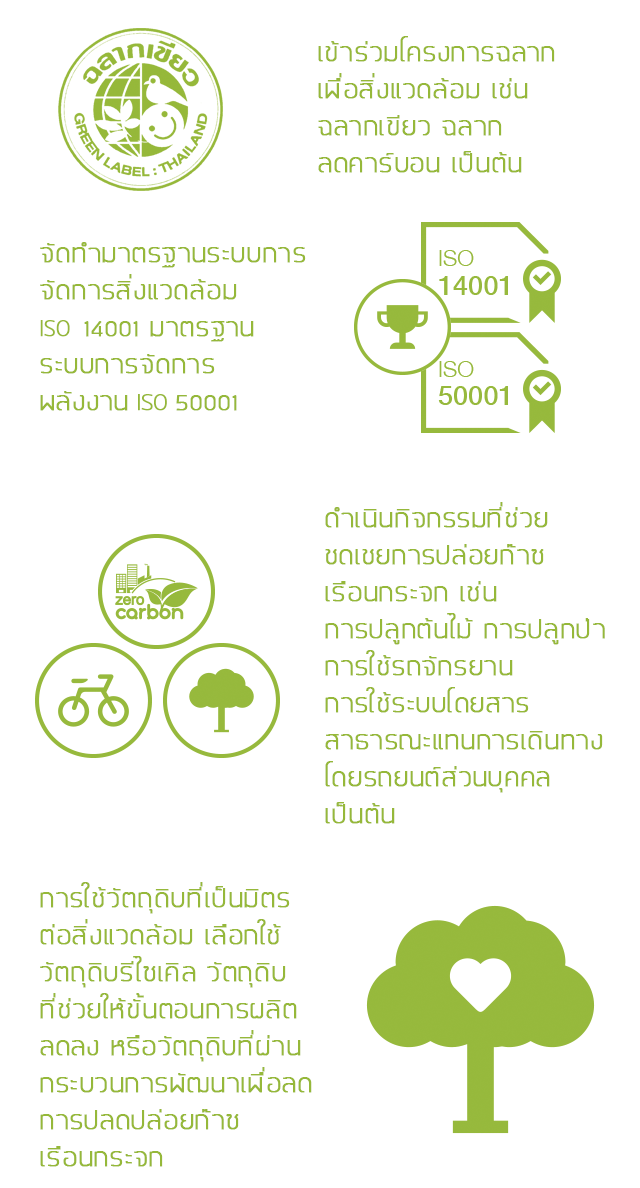 ฉลากเขียว
GREEN LABEL : THAILAND
เข้าร่วมโครงการฉลาก
เพื่อสิ่งแวดล้อม เช่น
ฉลากเขียว ฉลาก
ลดคาร์บอน เป็นต้น
จัดทำมาตรฐานระบบการ
จัดการสิ่งแวดล้อม
ISO 14001 มาตรฐาน
ระบบการจัดการ
พลังงาน ISO 50001
ISO
14001
ISO
50001
zero
carbon
ดำเนินกิจกรรมที่ช่วย
ชดเชยการปล่อยก๊าซ
เรือนกระจก เช่น
การปลูกต้นไม้ การปลูกป่า
การใช้รถจักรยาน
การใช้ระบบโดยสาร
สาธารณะแทนการเดินทาง
โดยรถยนต์ส่วนบุคคล
เป็นต้น
การใช้วัตถุดิบที่เป็นมิตร
ต่อสิ่งแวดล้อม เลือกใช้
วัตถุดิบรีไซเคิล วัตถุดิบ
ที่ช่วยให้ขั้นตอนการผลิต
ลดลง หรือวัตถุดิบที่ผ่าน
กระบวนการพัฒนาเพื่อลด
การปลดปล่อยก๊าซ
เรือนกระจก